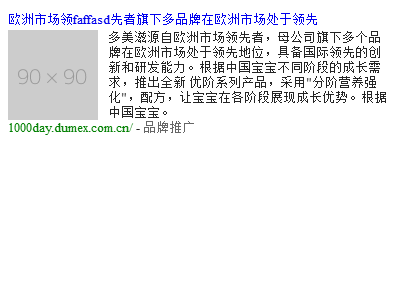 欧洲市场领faffasd先者旗下多品牌在欧洲市场处于领先
90×90
多美滋源自欧洲市场领先者，母公司旗下多个品
牌在欧洲市场处于领先地位，具备国际领先的创
新和研发能力。根据中国宝宝不同阶段的成长需
求，推出全新 优阶系列产品，采用"分阶营养强
化"，配方，让宝宝在各阶段展现成长优势。根据
中国宝宝。
1000day.dumex.com.cn/ - 品牌推广